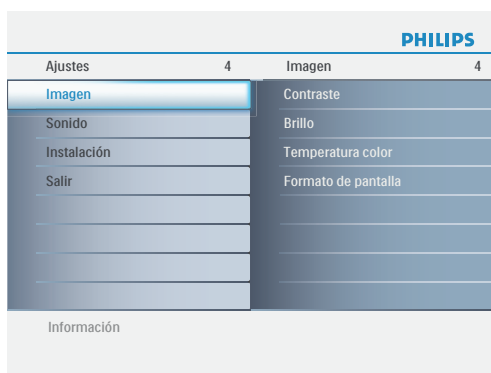 PHILIPS
Ajustes 4 Imagen 4
Imagen Contraste
Sonido Brillo
Instalación Temperatura color
Salir Formato de pantalla
Información